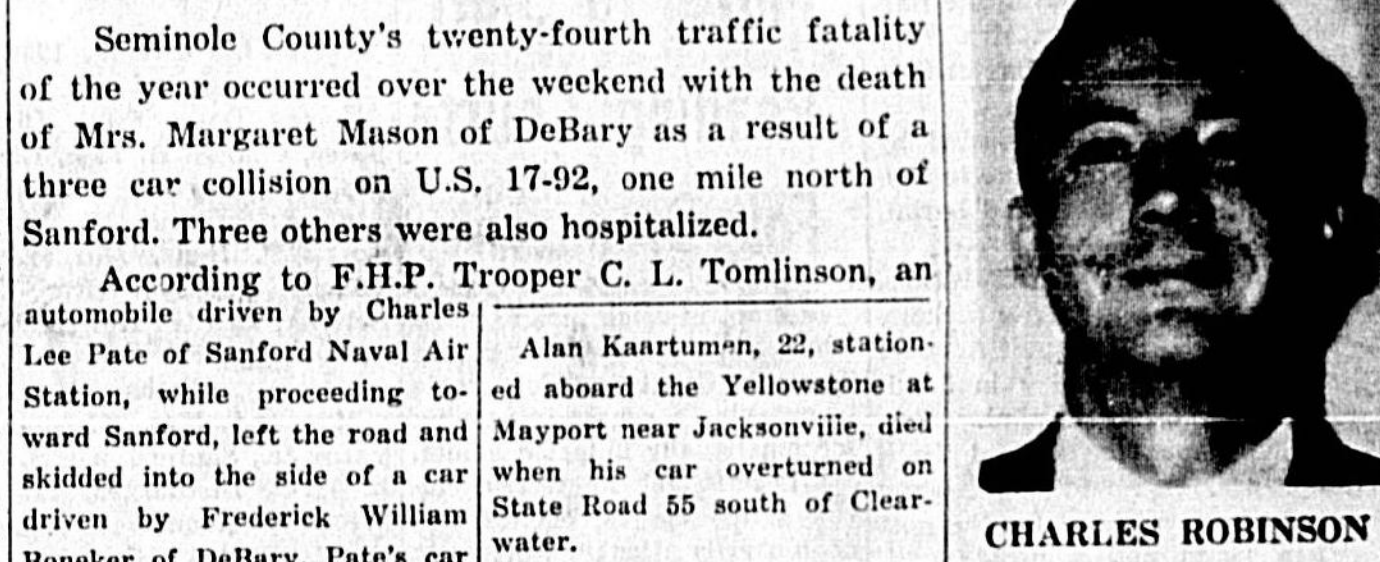 Seminole County's twenty-fourth traffic fatality
of the year occurred over the weekend with the death
of Mrs. Margaret Mason of DeBary as a result of a
three car collision on U.S. 17-92, one mile north of
Sanford. Three others were also hospitalized.
According to F.H.P. Trooper C. L. Tomlinson, an
automobile driven by Charles
Lee Pate of Sanford Naval Air
Station, while proceeding to-
ward Sanford, left the road and
skidded into the side of a car
driven by Frederick William
of DeBary. Pate's car
Alan Kaartumen, 22, station-
ed aboard the Yellowstone at
Mayport near Jacksonville, died
when his car overturned on
State Road 55 south of Clear-
water.
CHARLES ROBINSON